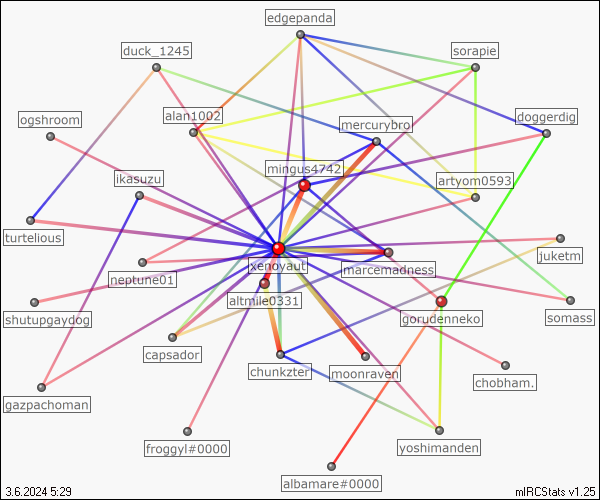 edgepanda
duck_1245
sorapie
alan1002
ogshroom
mercurybro
doggerdig
mingus4742
ikasuzu
artyom0593
turtelious
juketm
xenoyaut
marcemadness
neptune01
altmile0331
shutupgaydog
somass
gorudenneko
capsador
chunkzter
moonraven
chobham.
gazpachoman
froggyl#0000
yoshimanden
albamare#0000
3.6.2024 5:29
mIRCStats v1.25